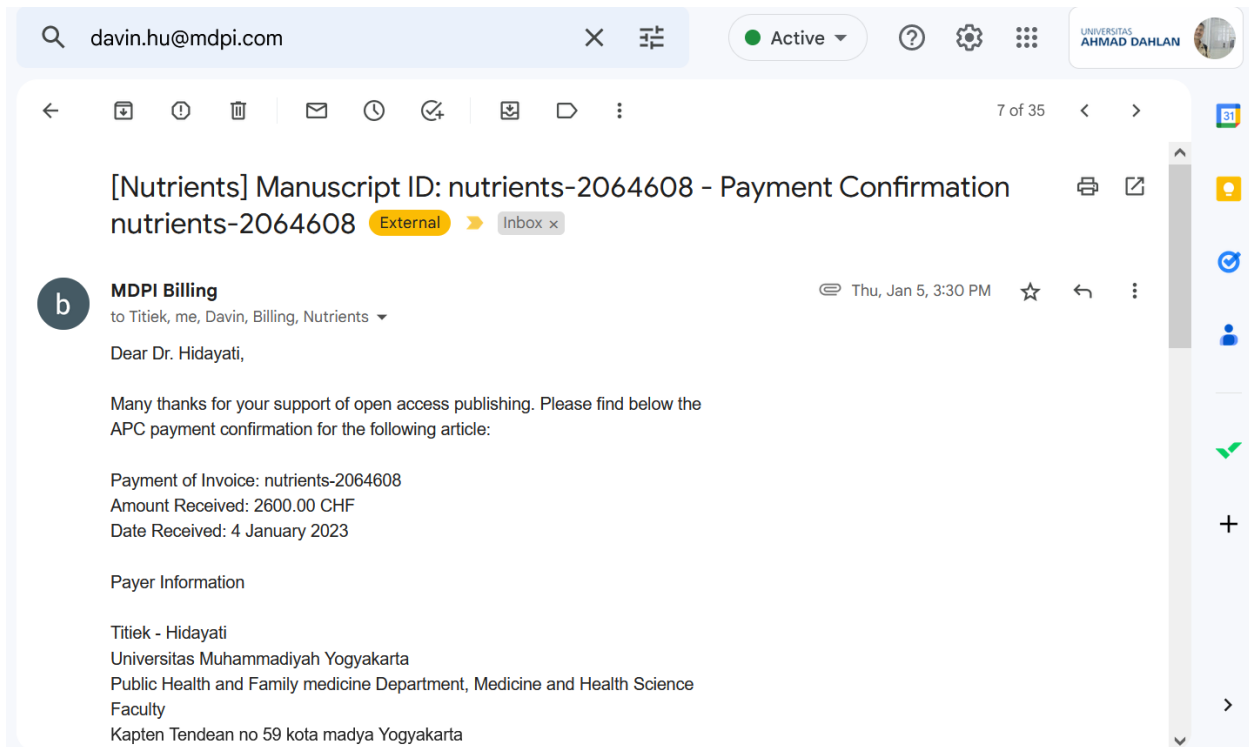 davin.hu@mdpi.com
Active
UNIVERSITAS
AHMAD DAHLAN
7 of 35
31
[Nutrients] Manuscript ID: nutrients-2064608 - Payment Confirmation
nutrients-2064608 External Inbox x
b
MDPI Billing
Thu, Jan 5, 3:30 PM
to Titiek, me, Davin, Billing, Nutrients
Dear Dr. Hidayati,
Many thanks for your support of open access publishing. Please find below the
APC payment confirmation for the following article:
Payment of Invoice: nutrients-2064608
Amount Received: 2600.00 CHF
Date Received: 4 January 2023
Payer Information
Titiek - Hidayati
Universitas Muhammadiyah Yogyakarta
Public Health and Family medicine Department, Medicine and Health Science
Faculty
Kapten Tendean no 59 kota madya Yogyakarta